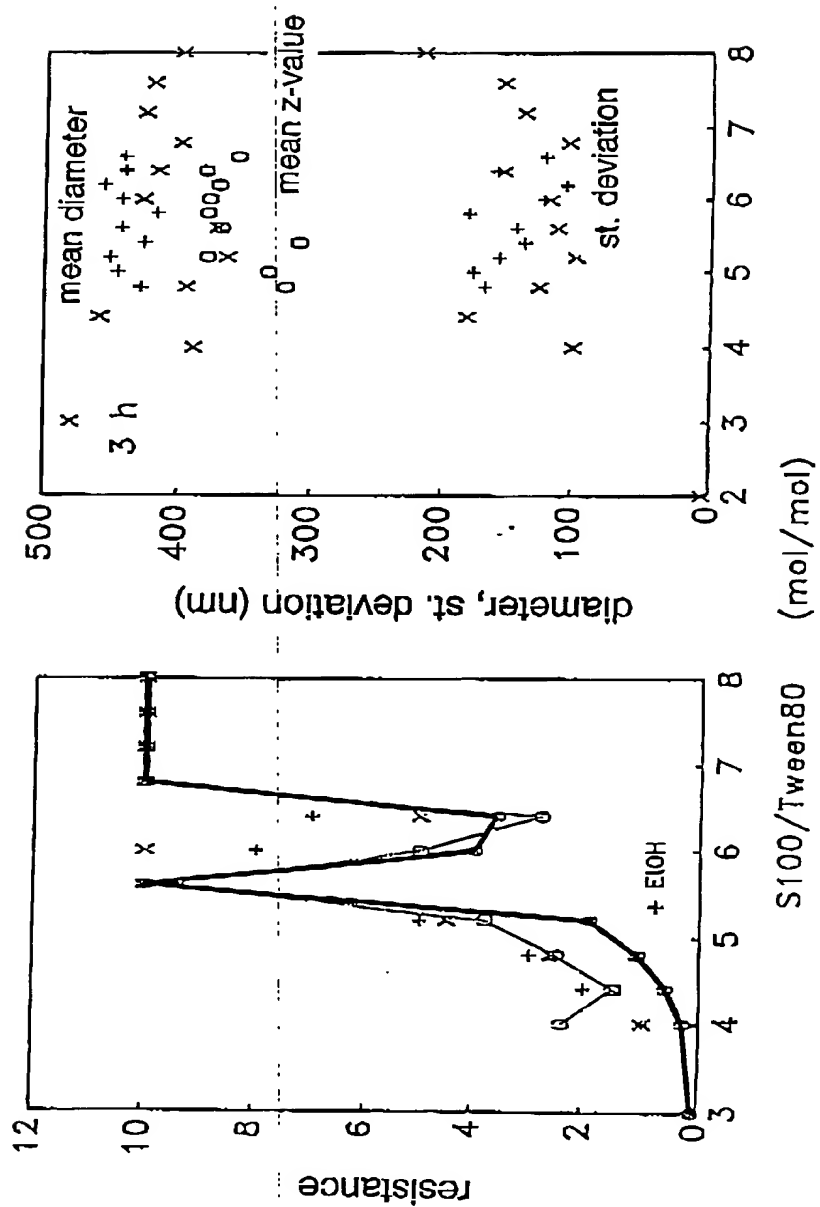 12
10
8
6
4
2
0
resistance
3
4
5
6
7
8
+ EtOH
S100/Tween80
(mol/mol)
500
400
300
200
100
0
diameter, st. deviation (nm)
2
3
4
5
6
7
8
3 h
mean diameter
mean z-value
st. deviation